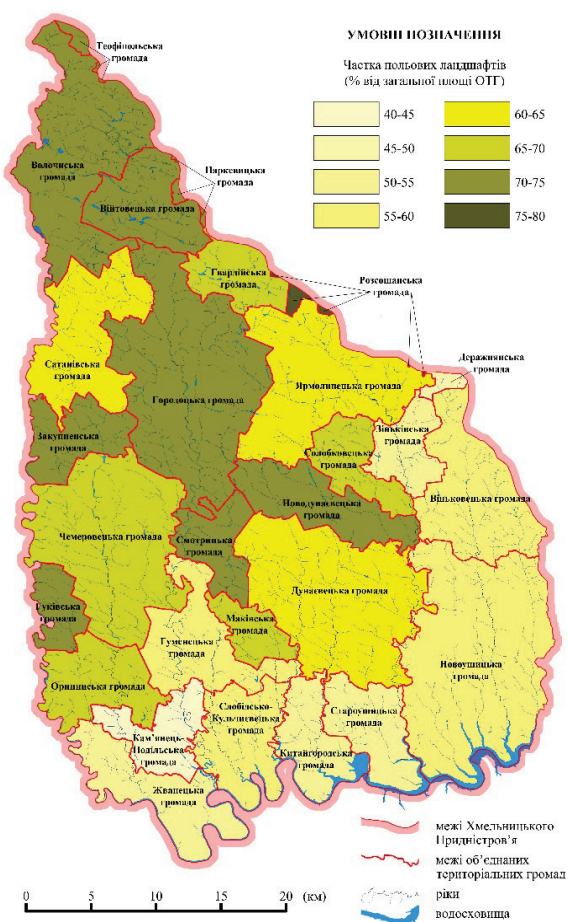 УМОВНІ ПОЗНАЧЕННЯ
Частка польових ландшафтів
(% від загальної площі ОТГ)
40-45
60-65
45-50
65-70
50-55
70-75
55-60
75-80
Теофіпольська
громада
Волочиська
громада
Війтовецька громада
Гвардійська
громада
Розсошанська
громада
Деражнянська
громада
Сатанівська
громада
Городоцька громада
Ярмолинецька громада
Зіньківська
громада
Закупненська
громада
Солобковецька
громада
Віньковецька громада
Новодунаєвецька
громада
Чемеровецька громада
Смотрицька
громада
Дунаєвецька громада
Гуківська
громада
Маківська
громада
Гуменецька
громада
Новоушицька
громада
Орининська громада
Слобідсько-
Кульчієвецька
громада
Староушицька
громада
Кам'янець-
Подільська
громада
Китайгородська
громада
Жванецька
громада
межі Хмельницького
Придністров'я
межі об'єднаних
територіальних громад
ріки
водосховища
0 5 10 15 20 (км)